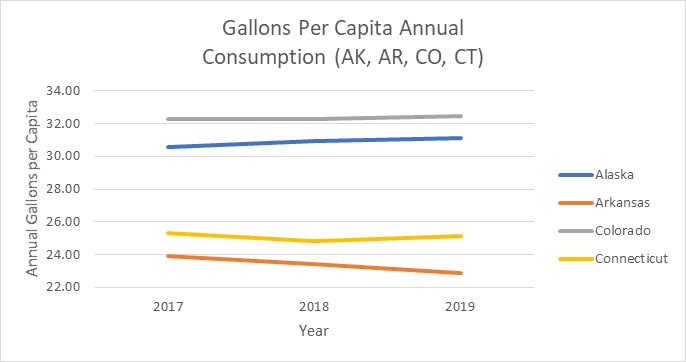 Gallons Per Capita Annual
Consumption (AK, AR, CO, CT)
Annual Gallons per Capita
34.00
32.00
30.00
28.00
26.00
24.00
22.00
2017
2018
2019
Year
Alaska
Arkansas
Colorado
Connecticut